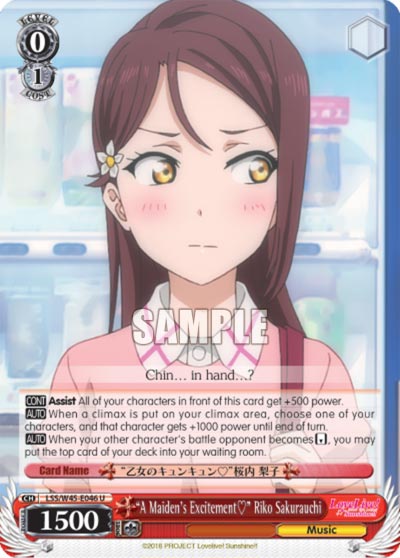 LEVEL
0
1
COST
SAMPLE
Chin... in hand...?
CONT Assist All of your characters in front of this card get +500 power.
AUTO When a climax is put on your climax area, choose one of your
characters, and that character gets +1000 power until end of turn.
AUTO When your other character's battle opponent becomes [], you may
put the top card of your deck into your waiting room.
Card Name "乙女のキュンキュン♡"桜内 梨子
CH LSS/W45-E046 U
1500
"A Maiden's Excitement♡" Riko Sakurauchi
LoveLive!
Sunshine!!
Music
©2016 PROJECT Lovelive! Sunshine!!